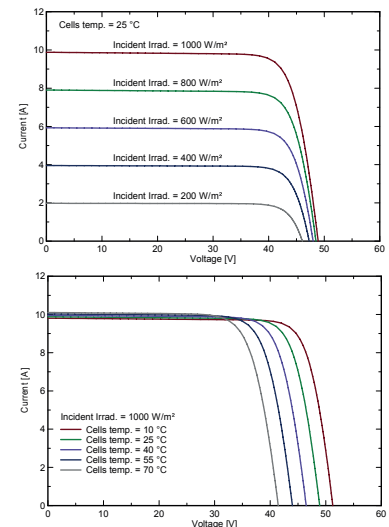 12
Cells temp. = 25 °C
Incident Irrad. = 1000 W/m²
10
Incident Irrad. = 800 W/m²
8
Incident Irrad. = 600 W/m²
6
Incident Irrad. = 400 W/m²
4
Incident Irrad. = 200 W/m²
2
0
Current [A]
0 10 20 30 40 50 60
Voltage [V]
12
10
8
6
4
2
0
Current [A]
Incident Irrad. = 1000 W/m²
Cells temp. = 10 °C
Cells temp. = 25 °C
Cells temp. = 40 °C
Cells temp. = 55 °C
Cells temp. = 70 °C
0 10 20 30 40 50 60
Voltage [V]